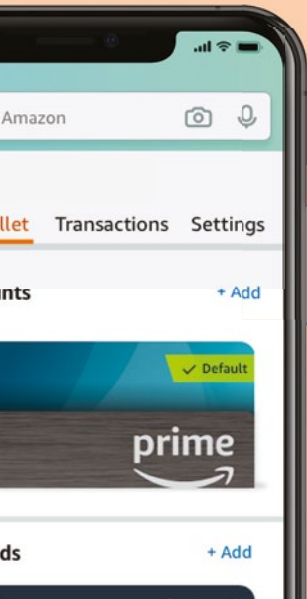 Amazon
llet Transactions Settings
nts + Add
✓ Default
prime
ds + Add